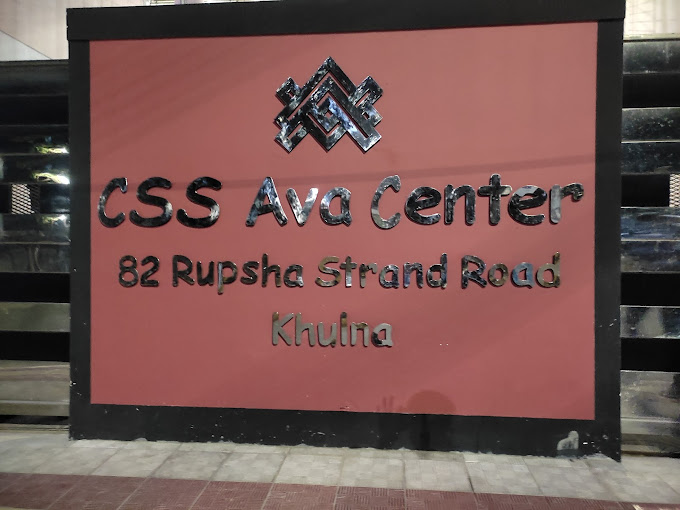 CSS Ava Center
82 Rupsha Strand Road
Khulna